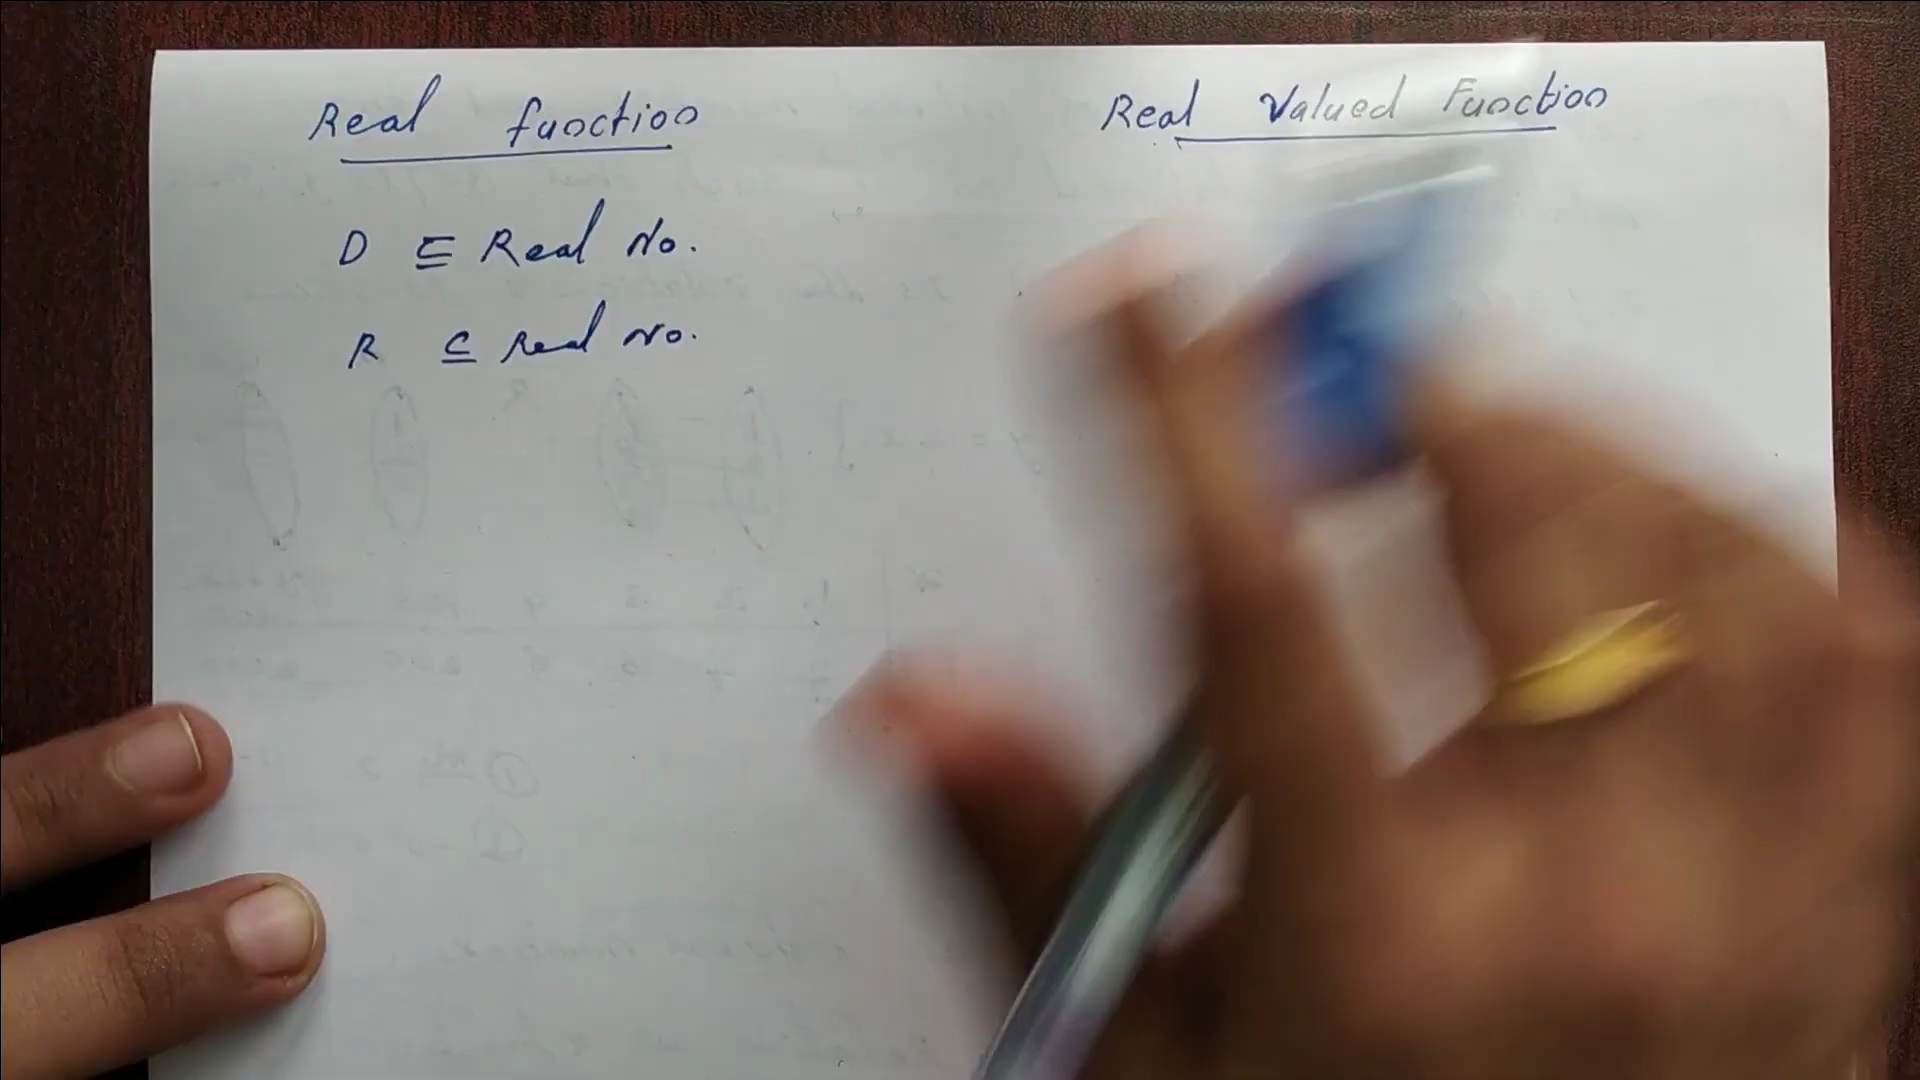 Real function
Real Valued Function
D ⊆ Real No.
R ⊆ Real No.